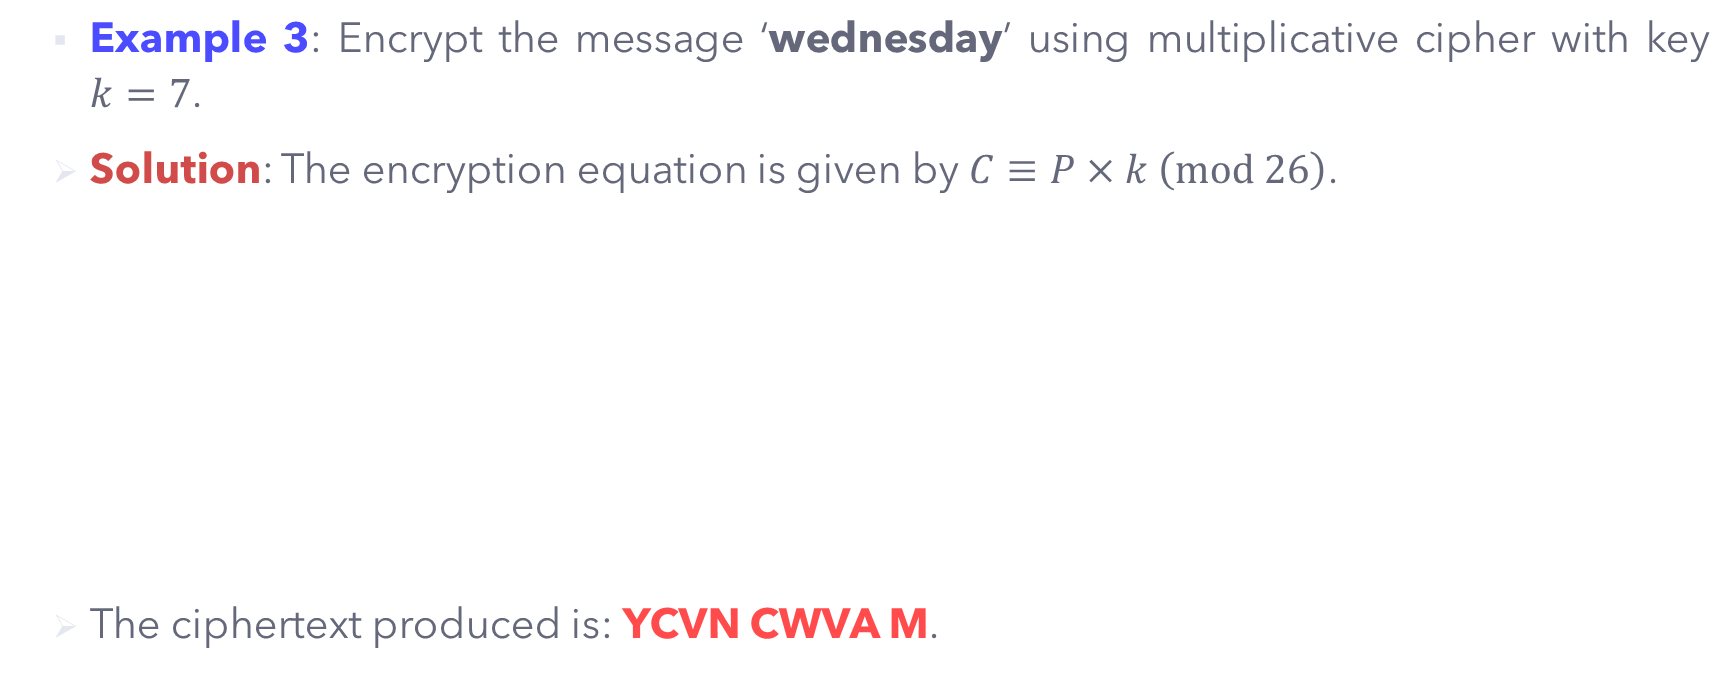 Example 3: Encrypt the message ‘wednesday’ using multiplicative cipher with key
k = 7.
Solution: The encryption equation is given by C ≡ P × k (mod 26).
The ciphertext produced is: YCVN CWVA M.